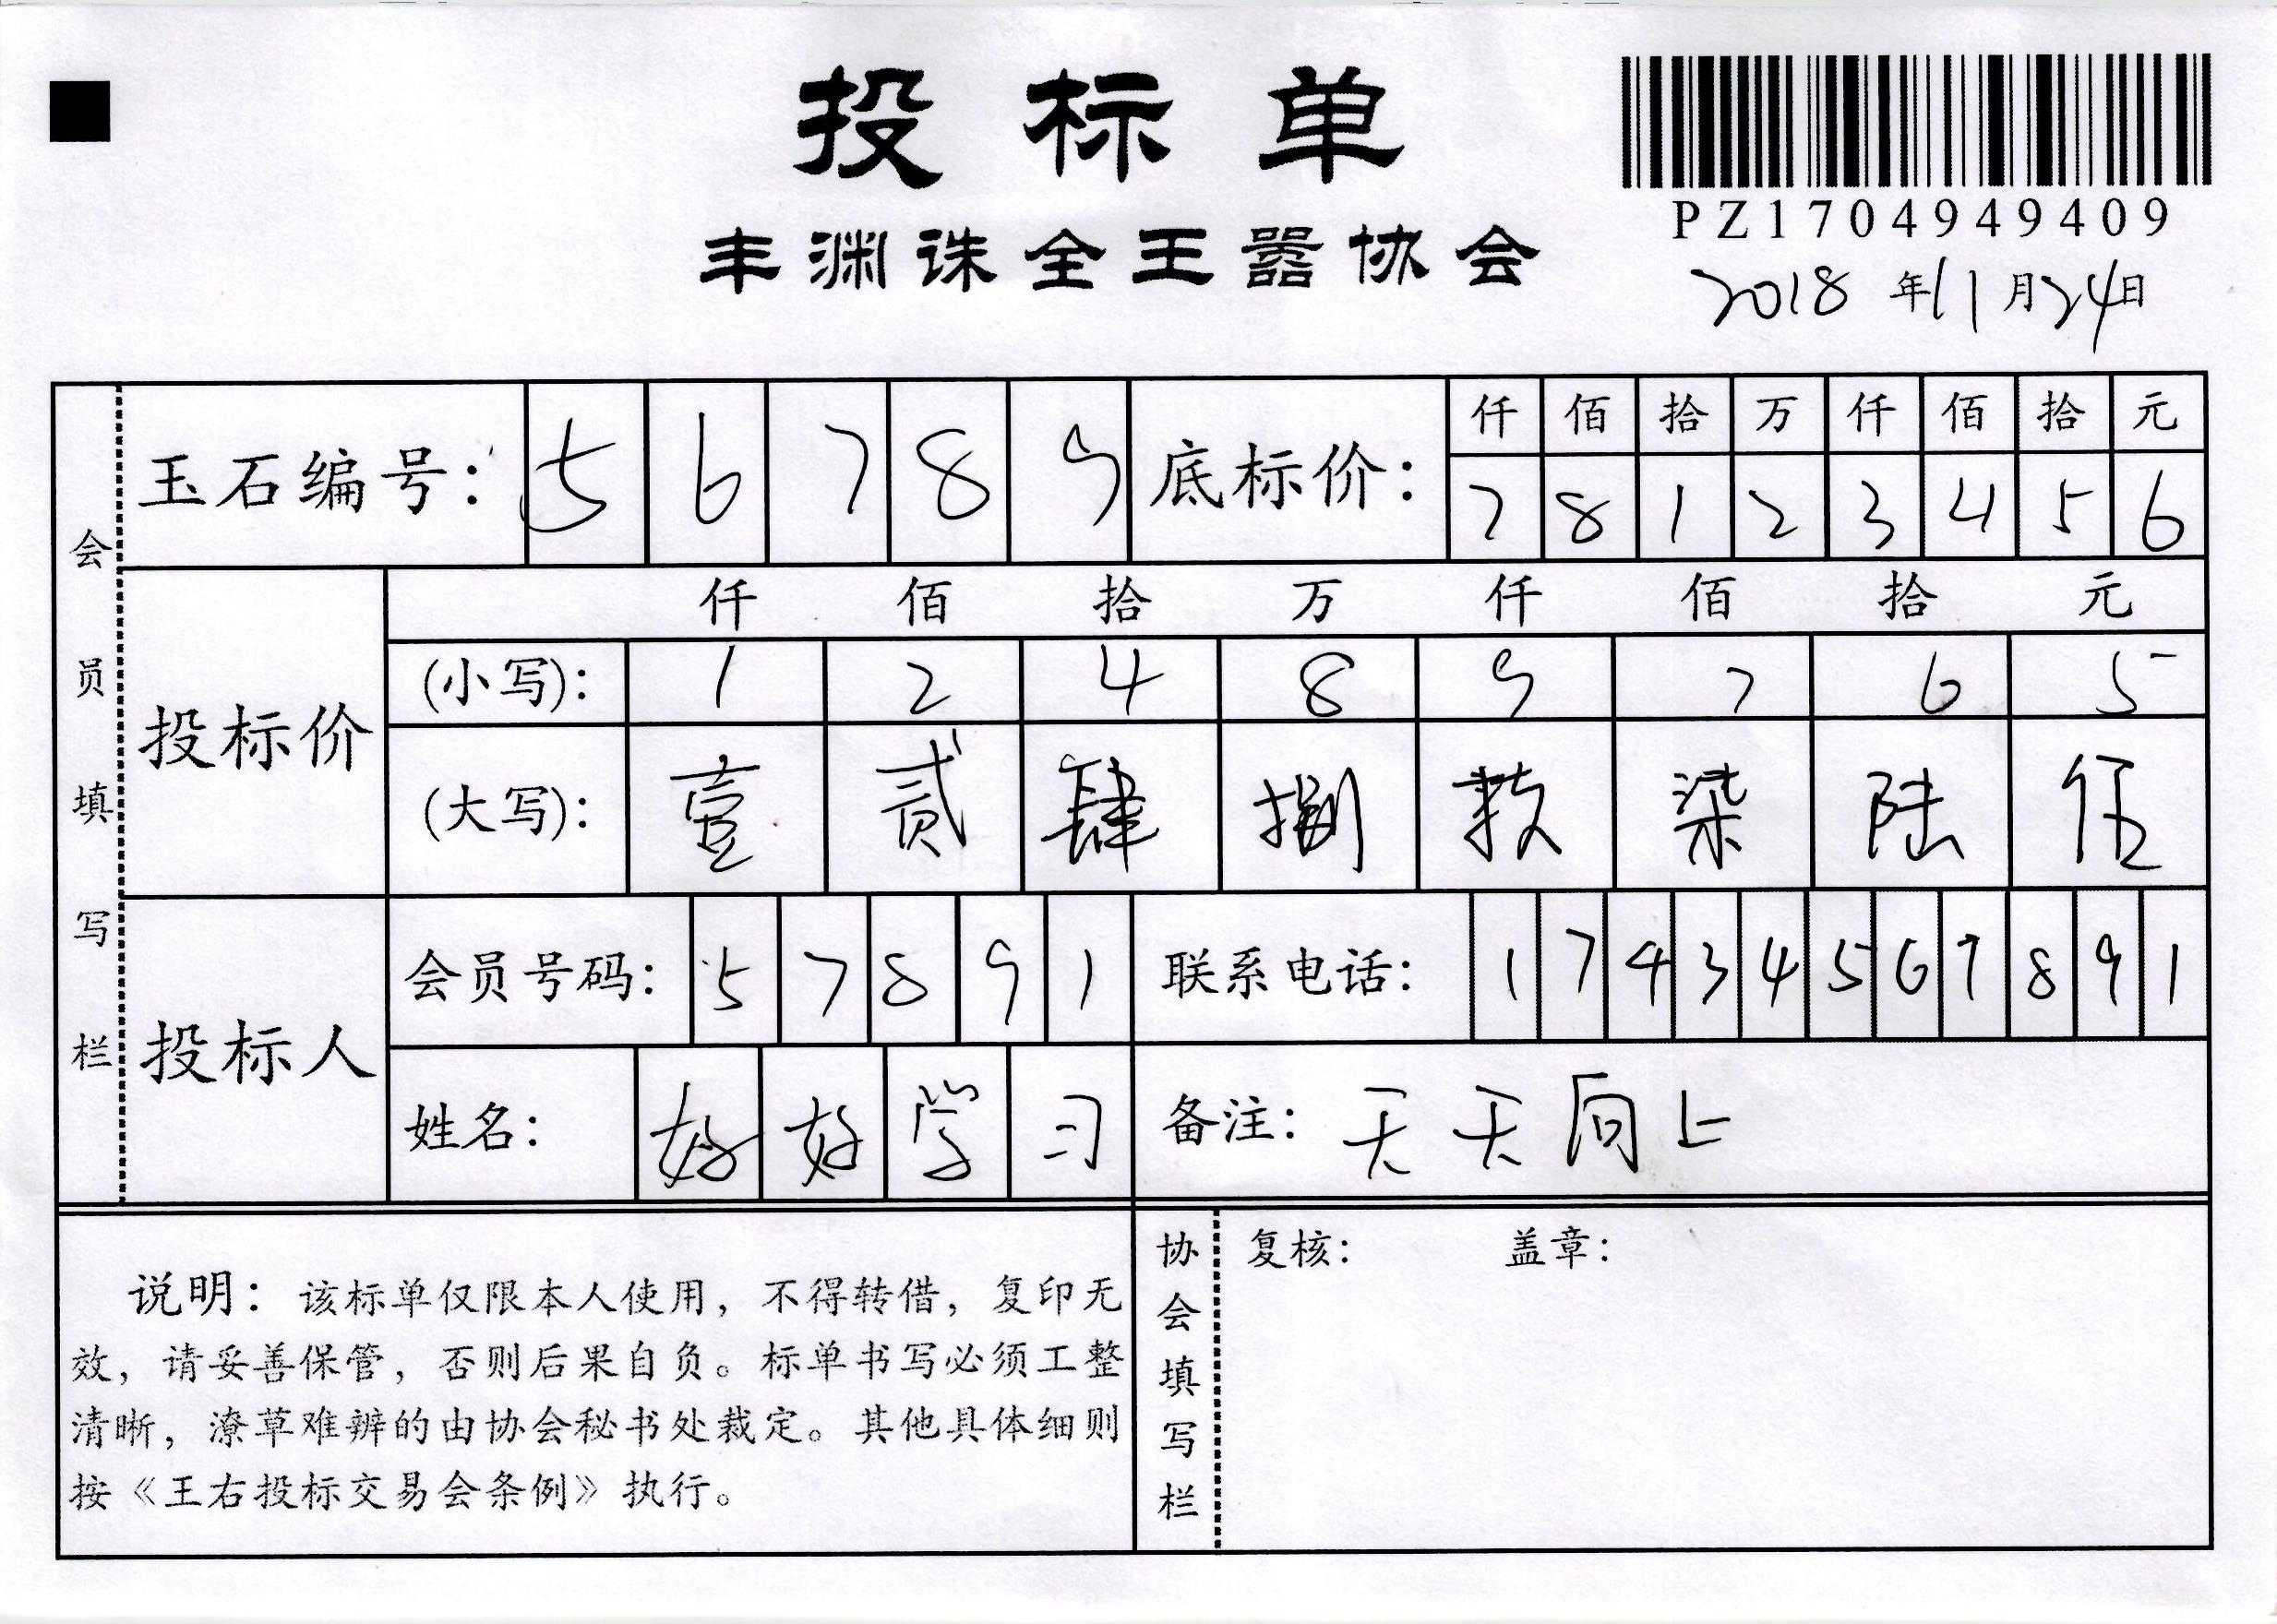 投标单
PZ1704949409
丰渊诛全王嚣协会
2018年11月24日
会员填写栏
玉石编号: 5 6 7 8 9 底标价: 仟 佰 拾 万 仟 佰 拾 元
7 8 1 2 3 4 5 6
投标价
仟 佰 拾 万 仟 佰 拾 元
(小写): 1 2 4 8 9 7 6 5
(大写): 壹 贰 肆 捌 玖 柒 陆 伍
投标人
会员号码: 5 7 8 9 1 联系电话: 1 7 4 3 4 5 6 7 8 9 1
姓名: 好 好 学 习 备注: 天天向上
说明: 该标单仅限本人使用, 不得转借, 复印无
效, 请妥善保管, 否则后果自负。标单书写必须工整
清晰, 潦草难辨的由协会秘书处裁定。其他具体细则
按《王右投标交易会条例》执行。
协会填写栏
复核: 盖章: